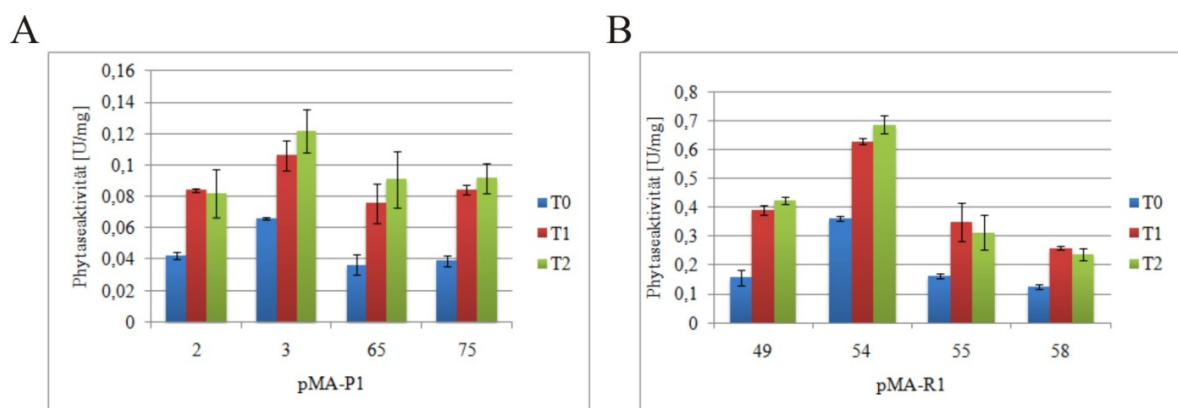 A
Phytaseaktivität [U/mg]
0,16
0,14
0,12
0,1
0,08
0,06
0,04
0,02
0
2 3 65 75
pMA-P1
T0
T1
T2
B
Phytaseaktivität [U/mg]
0,8
0,7
0,6
0,5
0,4
0,3
0,2
0,1
0
49 54 55 58
pMA-R1
T0
T1
T2